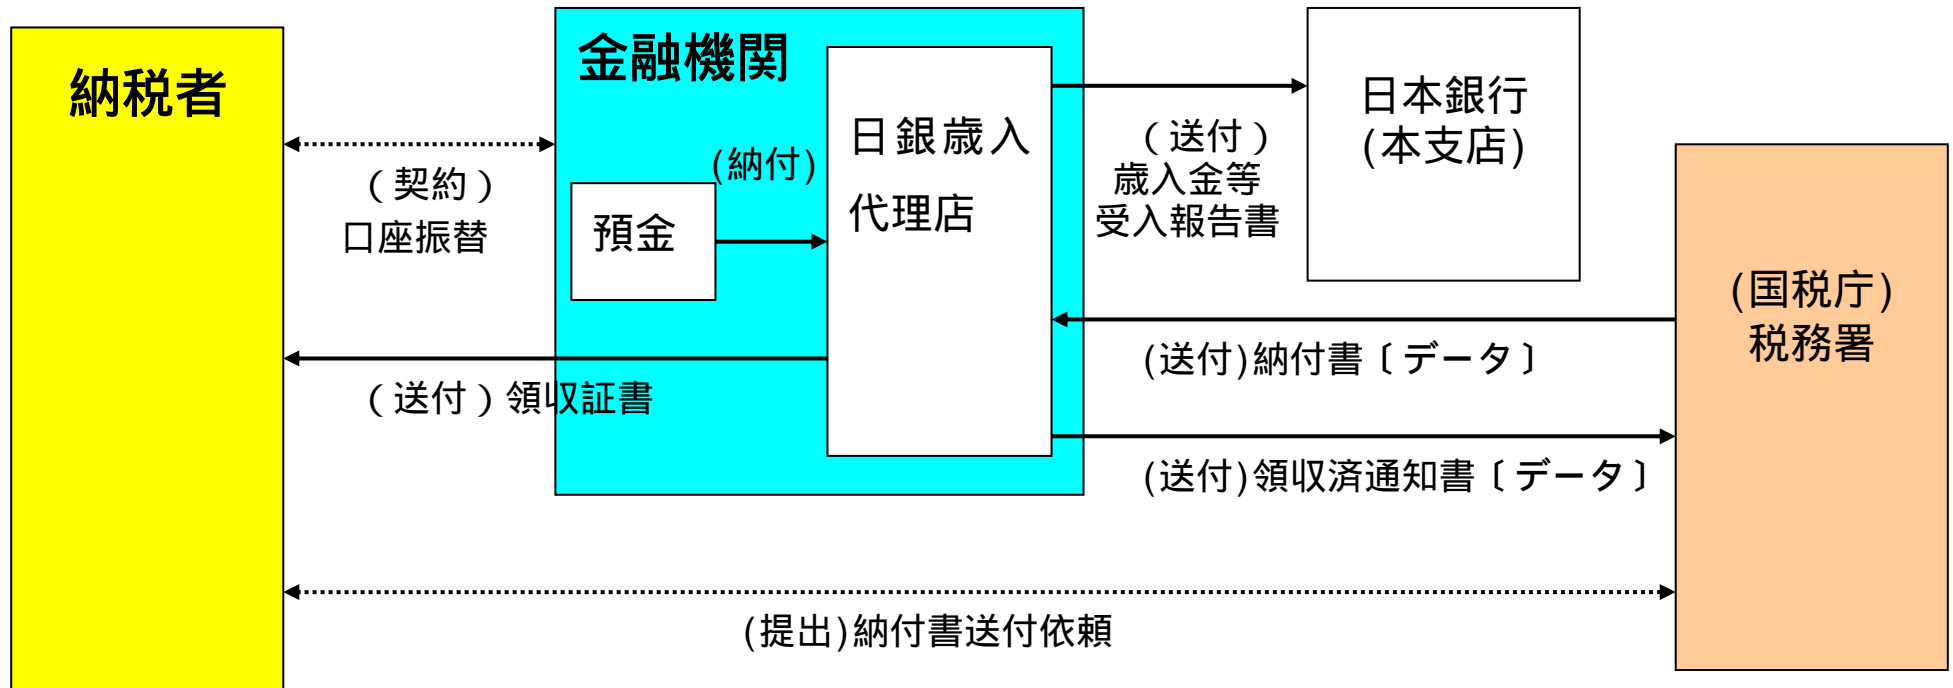 納税者
金融機関
日銀歳入
代理店
日本銀行
(本支店)
(納付)
預金
(契約)
口座振替
(送付)
歳入金等
受入報告書
(国税庁)
税務署
(送付)納付書〔データ〕
(送付)領収証書
(送付)領収済通知書〔データ〕
(提出)納付書送付依頼